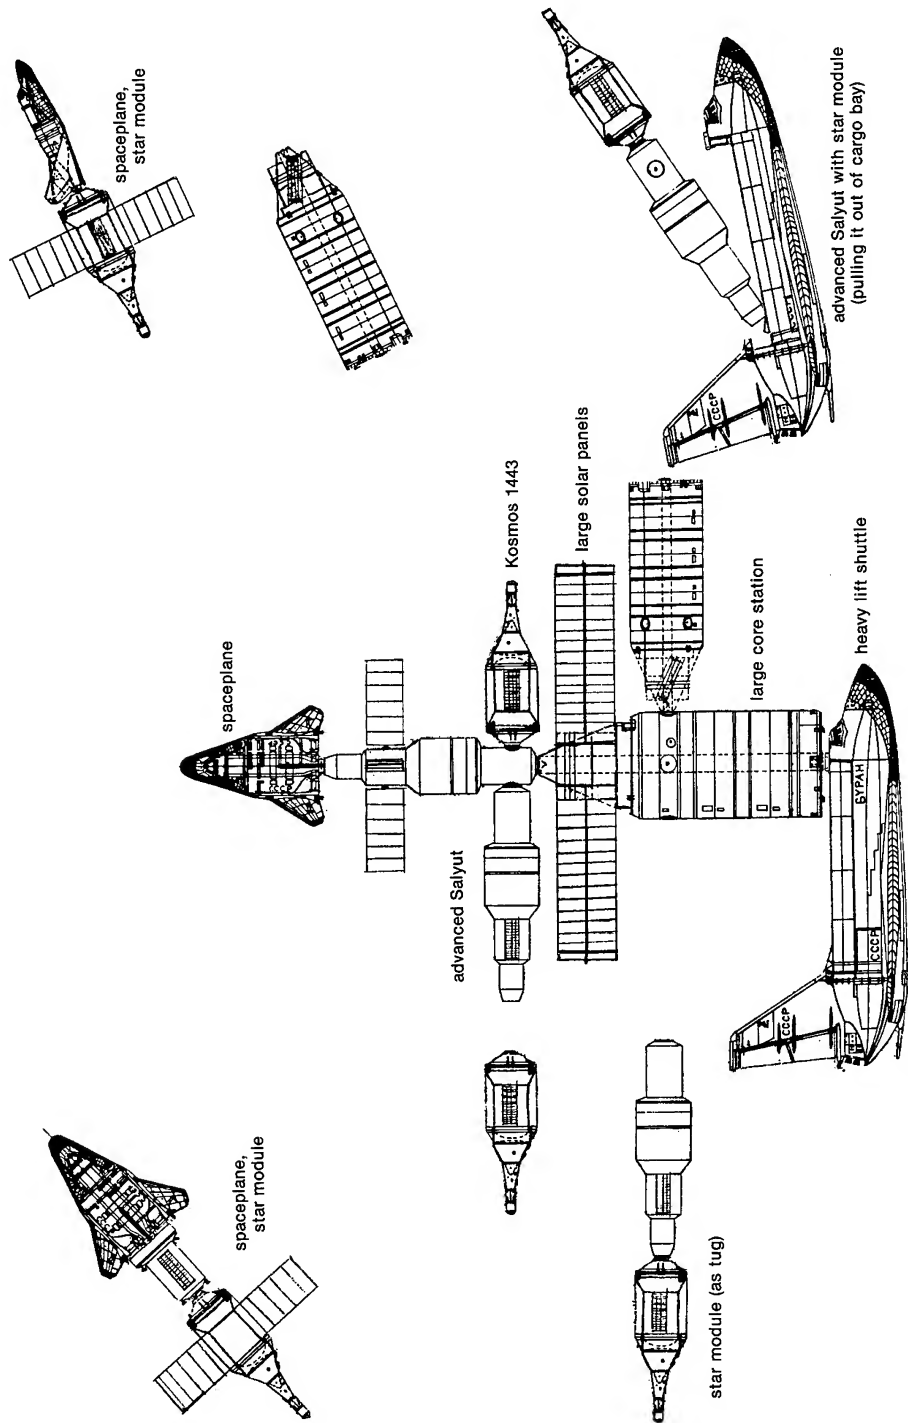 spaceplane,
star module
spaceplane
advanced Salyut
Kosmos 1443
large solar panels
large core station
heavy lift shuttle
БУРАН
СССР
СССР
star module (as tug)
spaceplane,
star module
advanced Salyut with star module
(pulling it out of cargo bay)
СССР